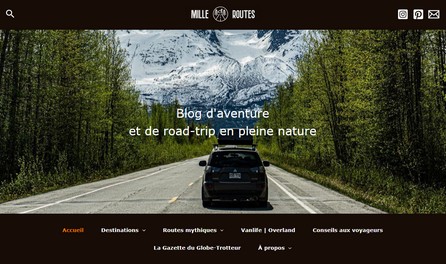 MILLE ROUTES
Blog d'aventure
et de road-trip en pleine nature
Accueil Destinations Routes mythiques Vanlife | Overland Conseils aux voyageurs
La Gazette du Globe-Trotteur À propos